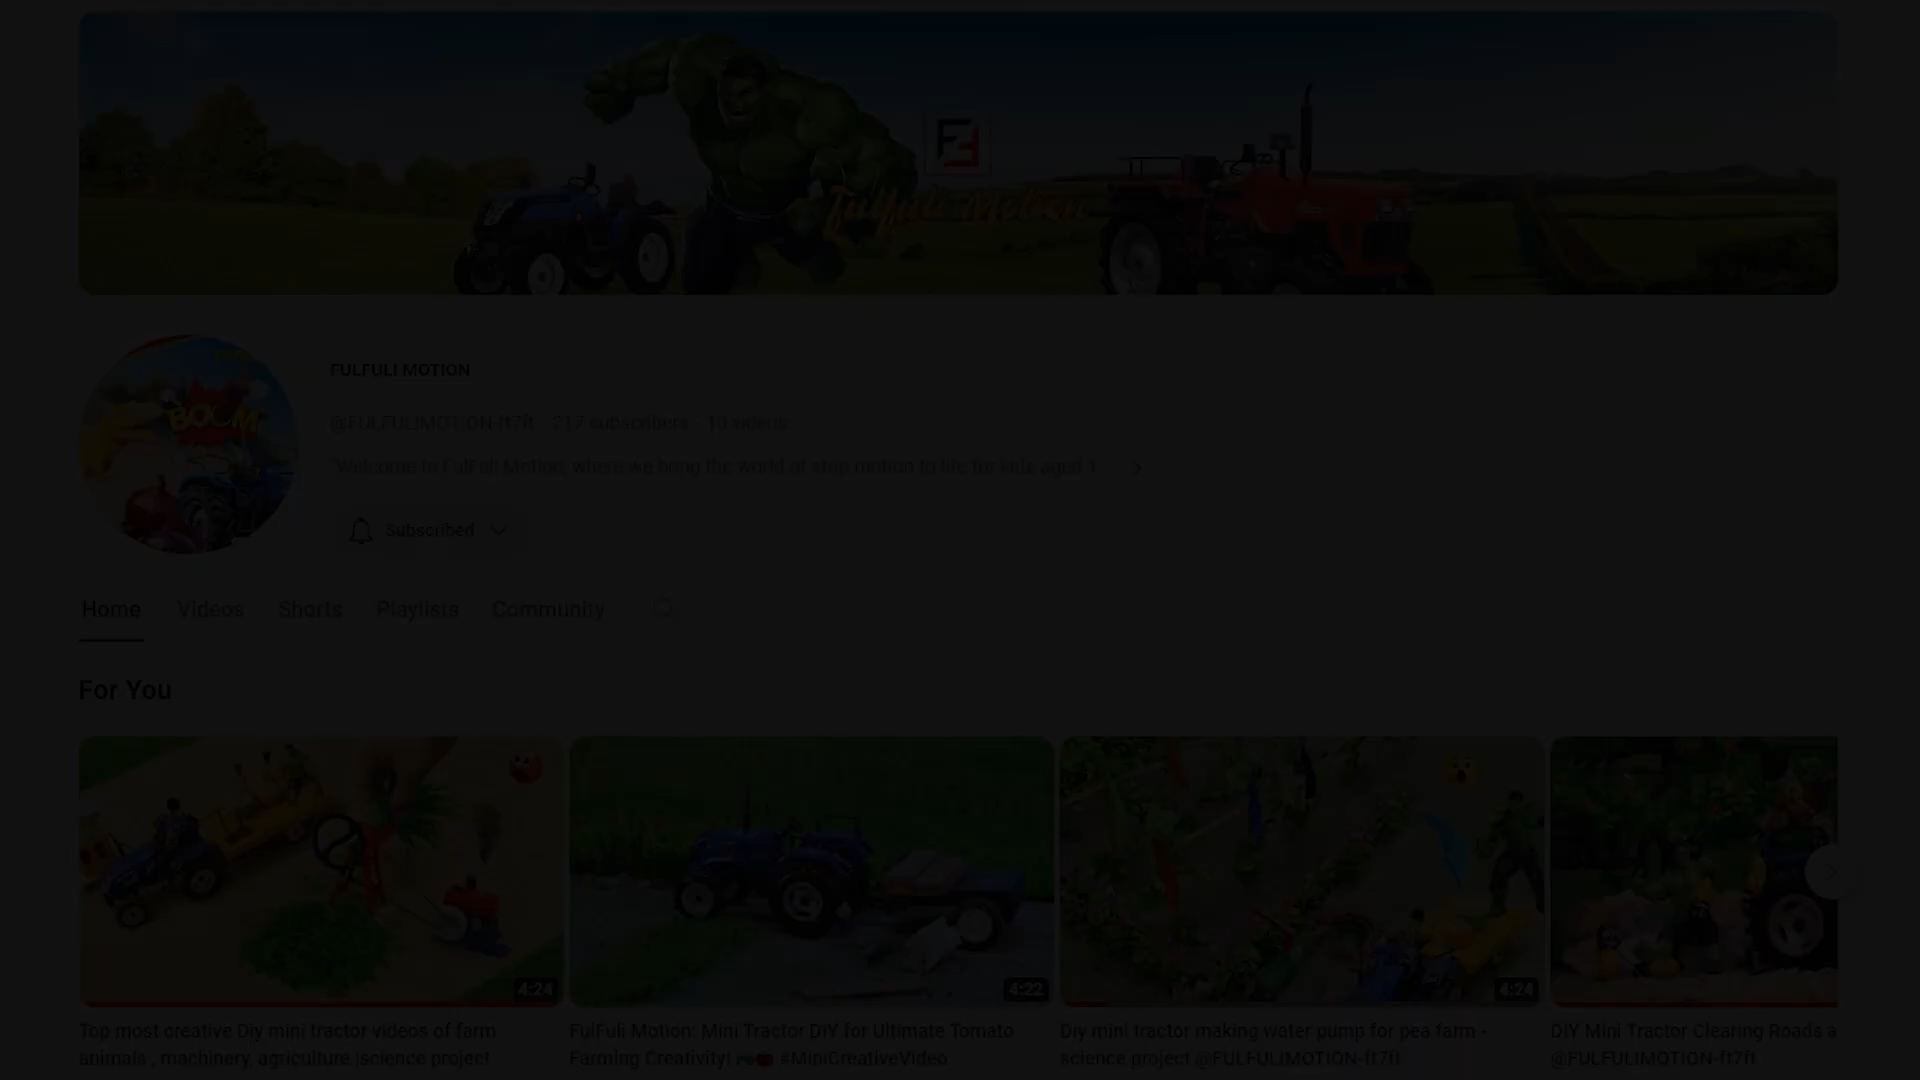 FF
Fulfuli Motion
BOOM
FULFULI MOTION
@FULFULIMOTION-ft7ft · 217 subscribers ·
"Welcome to FulFuli Motion, where we bring the world of stop motion to life for kids aged 1
Subscribed
Home Videos Shorts Playlists Community
For You
4:24
4:22
4:24
Top most creative Diy mini tractor videos of farm
animals , machinery, agriculture |science project
FulFuli Motion: Mini Tractor DIY for Ultimate Tomato
Farming Creativity! #MiniCreativeVideo
Diy mini tractor making water pump for pea farm -
science project @FULFULIMOTION-ft7ft
DIY Mini Tractor Clearing Roads a
@FULFULIMOTION-ft7ft